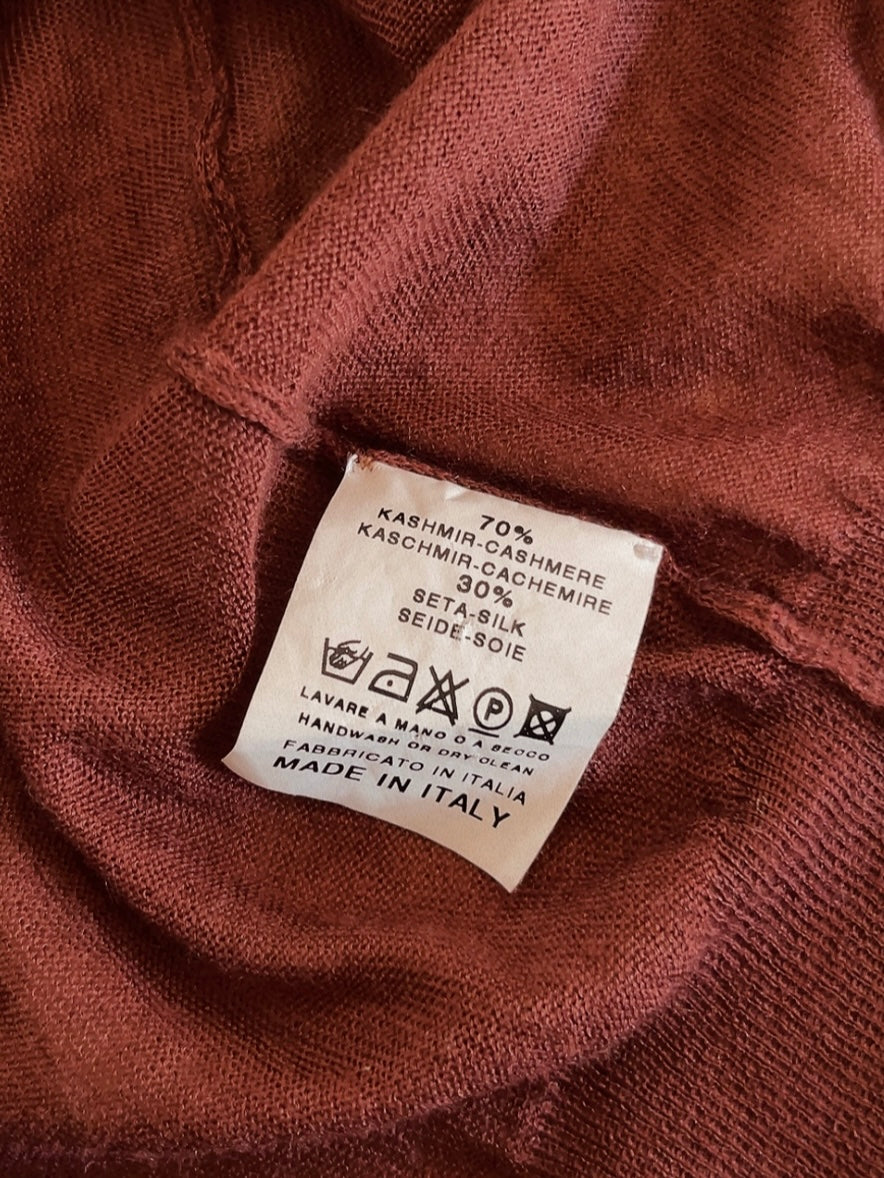 70%
KASHMIR-CASHMERE
KASCHMIR-CACHEMIRE
30%
SETA-SILK
SEIDE-SOIE
P
LAVARE A MANO O A SECCO
HANDWASH OR DRY CLEAN
FABBRICATO IN ITALIA
MADE IN ITALY